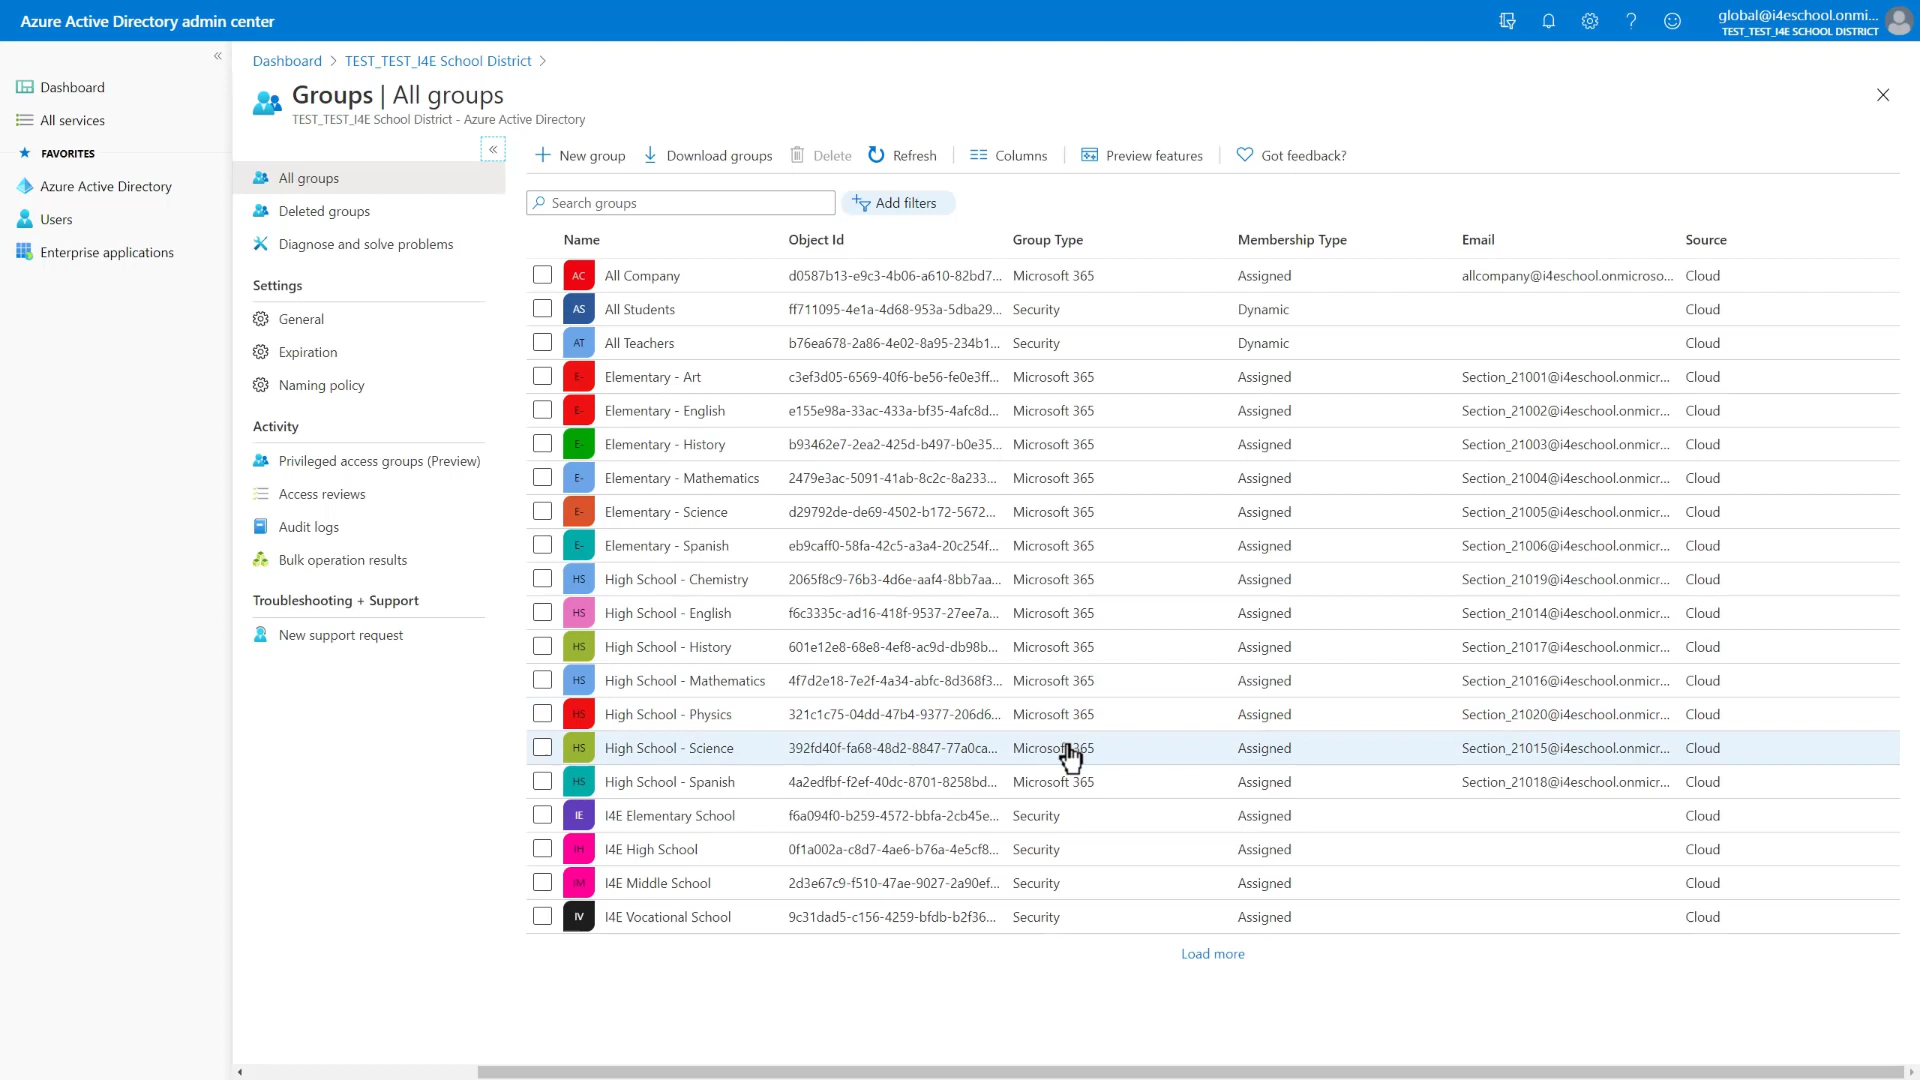 Azure Active Directory admin center
global@i4eschool.onmi...
TEST_TEST_I4E SCHOOL DISTRICT
Dashboard
All services
FAVORITES
Azure Active Directory
Users
Enterprise applications
Dashboard > TEST_TEST_I4E School District >
Groups | All groups
TEST_TEST_I4E School District - Azure Active Directory
All groups
Deleted groups
Diagnose and solve problems
Settings
General
Expiration
Naming policy
Activity
Privileged access groups (Preview)
Access reviews
Audit logs
Bulk operation results
Troubleshooting + Support
New support request
New group Download groups Delete Refresh Columns Preview features Got feedback?
Search groups Add filters
Name Object Id Group Type Membership Type Email Source
AC All Company d0587b13-e9c3-4b06-a610-82bd7... Microsoft 365 Assigned allcompany@i4eschool.onmicroso... Cloud
AS All Students ff711095-4e1a-4d68-953a-5dba29... Security Dynamic Cloud
AT All Teachers b76ea678-2a86-4e02-8a95-234b1... Security Dynamic Cloud
E- Elementary - Art c3ef3d05-6569-40f6-be56-fe0e3ff... Microsoft 365 Assigned Section_21001@i4eschool.onmicr... Cloud
E- Elementary - English e155e98a-33ac-433a-bf35-4afc8d... Microsoft 365 Assigned Section_21002@i4eschool.onmicr... Cloud
E- Elementary - History b93462e7-2ea2-425d-b497-b0e35... Microsoft 365 Assigned Section_21003@i4eschool.onmicr... Cloud
E- Elementary - Mathematics 2479e3ac-5091-41ab-8c2c-8a233... Microsoft 365 Assigned Section_21004@i4eschool.onmicr... Cloud
E- Elementary - Science d29792de-de69-4502-b172-5672... Microsoft 365 Assigned Section_21005@i4eschool.onmicr... Cloud
E- Elementary - Spanish eb9caff0-58fa-42c5-a3a4-20c254f... Microsoft 365 Assigned Section_21006@i4eschool.onmicr... Cloud
HS High School - Chemistry 2065f8c9-76b3-4d6e-aaf4-8bb7aa... Microsoft 365 Assigned Section_21019@i4eschool.onmicr... Cloud
HS High School - English f6c3335c-ad16-418f-9537-27ee7a... Microsoft 365 Assigned Section_21014@i4eschool.onmicr... Cloud
HS High School - History 601e12e8-68e8-4ef8-ac9d-db98b... Microsoft 365 Assigned Section_21017@i4eschool.onmicr... Cloud
HS High School - Mathematics 4f7d2e18-7e2f-4a34-abfc-8d368f3... Microsoft 365 Assigned Section_21016@i4eschool.onmicr... Cloud
HS High School - Physics 321c1c75-04dd-47b4-9377-206d6... Microsoft 365 Assigned Section_21020@i4eschool.onmicr... Cloud
HS High School - Science 392fd40f-fa68-48d2-8847-77a0ca... Microsoft 365 Assigned Section_21015@i4eschool.onmicr... Cloud
HS High School - Spanish 4a2edfbf-f2ef-40dc-8701-8258bd... Microsoft 365 Assigned Section_21018@i4eschool.onmicr... Cloud
IE I4E Elementary School f6a094f0-b259-4572-bbfa-2cb45e... Security Assigned Cloud
IH I4E High School 0f1a002a-c8d7-4ae6-b76a-4e5cf8... Security Assigned Cloud
IM I4E Middle School 2d3e67c9-f510-47ae-9027-2a90ef... Security Assigned Cloud
IV I4E Vocational School 9c31dad5-c156-4259-bfdb-b2f36... Security Assigned Cloud
Load more